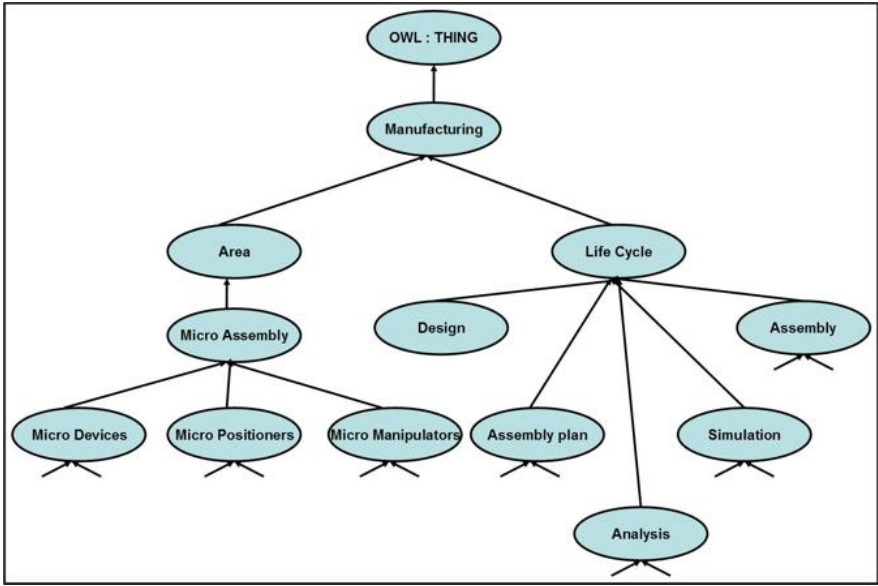 OWL : THING
Manufacturing
Area
Life Cycle
Design
Assembly
Micro Assembly
Micro Devices
Micro Positioners
Micro Manipulators
Assembly plan
Simulation
Analysis